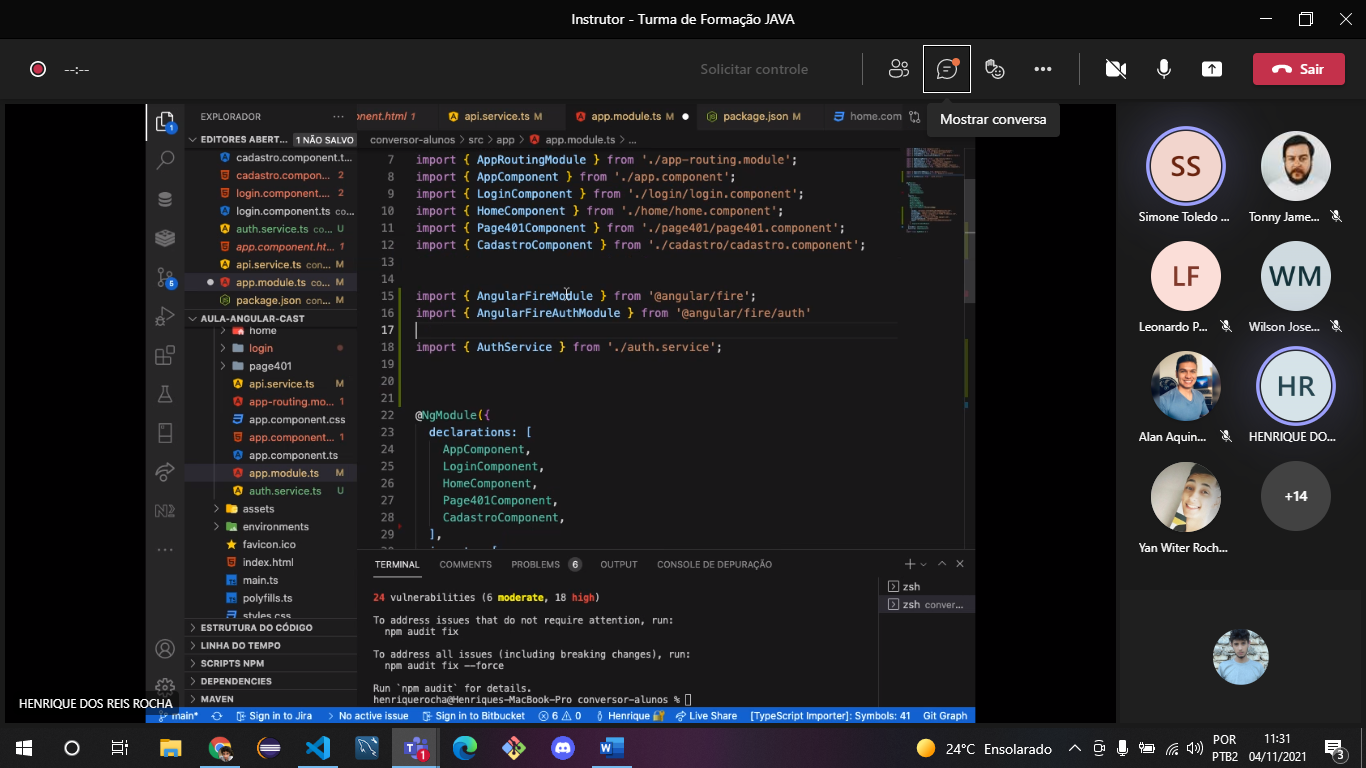 Instrutor - Turma de Formação JAVA
--:--
Solicitar controle
Sair
Mostrar conversa
EXPLORADOR
onent.html 1
api.service.ts M
app.module.ts M
package.json M
home.com
EDITORES ABERT...
1 NÃO SALVO
conversor-alunos > src > app > app.module.ts > ...
cadastro.component.t...
cadastro.compon... 2
login.component.... 2
login.component.ts co...
auth.service.ts co... U
app.component.ht... 1
api.service.ts con... M
app.module.ts co... M
package.json con... M
AULA-ANGULAR-CAST
home
login
page401
api.service.ts M
app-routing.mo... 1
app.component.css
app.component.... 1
app.component.ts
app.module.ts M
auth.service.ts U
assets
environments
favicon.ico
index.html
main.ts
polyfills.ts
styles.css
ESTRUTURA DO CÓDIGO
LINHA DO TEMPO
SCRIPTS NPM
DEPENDENCIES
MAVEN
7 import { AppRoutingModule } from './app-routing.module';
8 import { AppComponent } from './app.component';
9 import { LoginComponent } from './login/login.component';
10 import { HomeComponent } from './home/home.component';
11 import { Page401Component } from './page401/page401.component';
12 import { CadastroComponent } from './cadastro/cadastro.component';
13
14
15 import { AngularFireModule } from '@angular/fire';
16 import { AngularFireAuthModule } from '@angular/fire/auth'
17
18 import { AuthService } from './auth.service';
19
20
21
22 @NgModule({
23 declarations: [
24 AppComponent,
25 LoginComponent,
26 HomeComponent,
27 Page401Component,
28 CadastroComponent,
29 ],
TERMINAL COMMENTS PROBLEMS 6 OUTPUT CONSOLE DE DEPURAÇÃO
24 vulnerabilities (6 moderate, 18 high)
To address issues that do not require attention, run:
npm audit fix
To address all issues (including breaking changes), run:
npm audit fix --force
Run `npm audit` for details.
henriquerocha@Henriques-MacBook-Pro conversor-alunos %
zsh
zsh conver...
HENRIQUE DOS REIS ROCHA
main* Sign in to Jira No active issue Sign in to Bitbucket 6 0 Henrique Live Share [TypeScript Importer]: Symbols: 41 Git Graph
SS
Simone Toledo ...
Tonny Jame...
LF
Leonardo P...
WM
Wilson Jose...
Alan Aquin...
HR
HENRIQUE DO...
Yan Witer Roch...
+14
1
24°C Ensolarado
POR
PTB2
11:31
04/11/2021
3